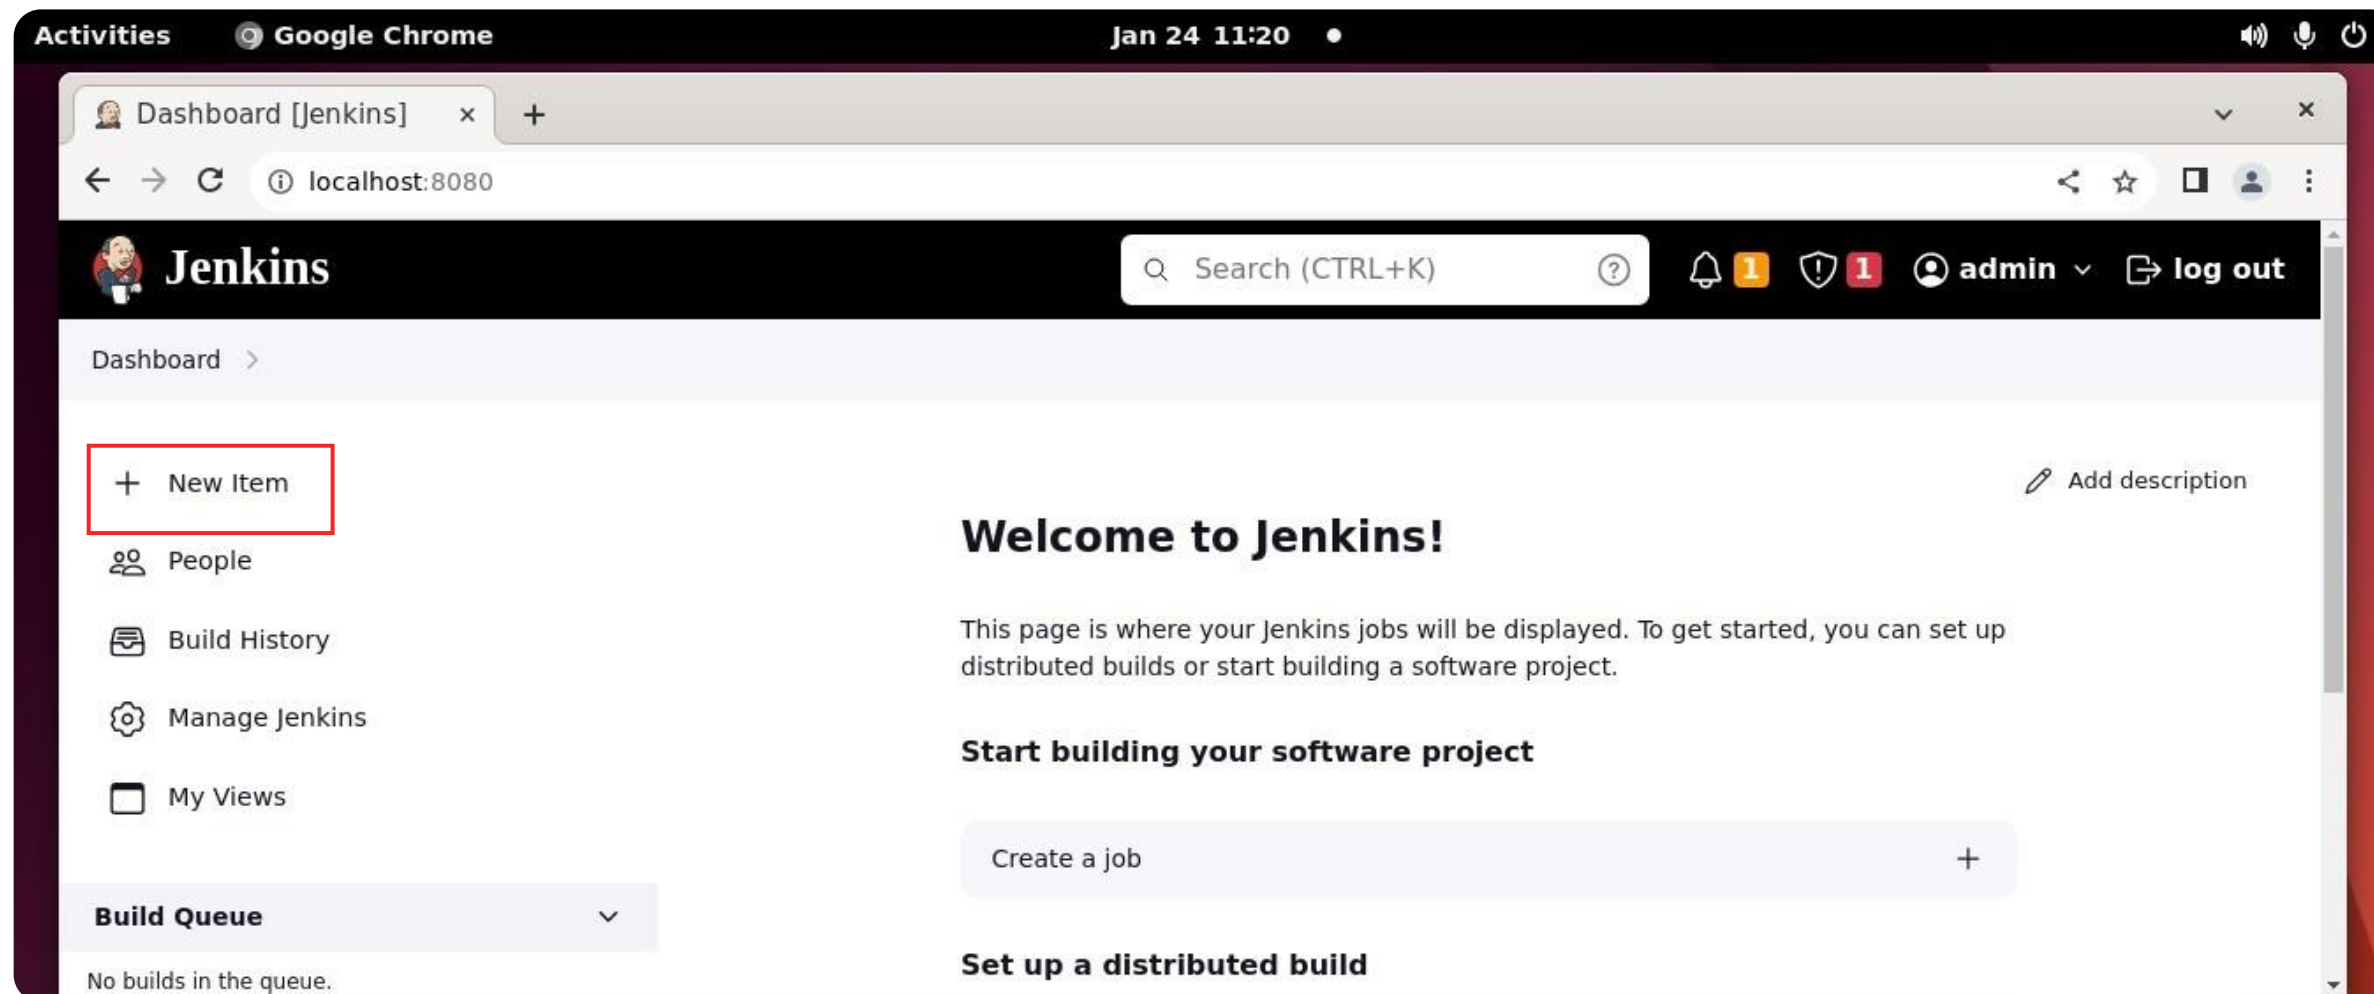 Activities Google Chrome Jan 24 11:20
Dashboard [Jenkins]
localhost:8080
Jenkins Search (CTRL+K) 1 1 admin log out
Dashboard
New Item
People
Build History
Manage Jenkins
My Views
Build Queue
No builds in the queue.
Add description
Welcome to Jenkins!
This page is where your Jenkins jobs will be displayed. To get started, you can set up
distributed builds or start building a software project.
Start building your software project
Create a job
Set up a distributed build